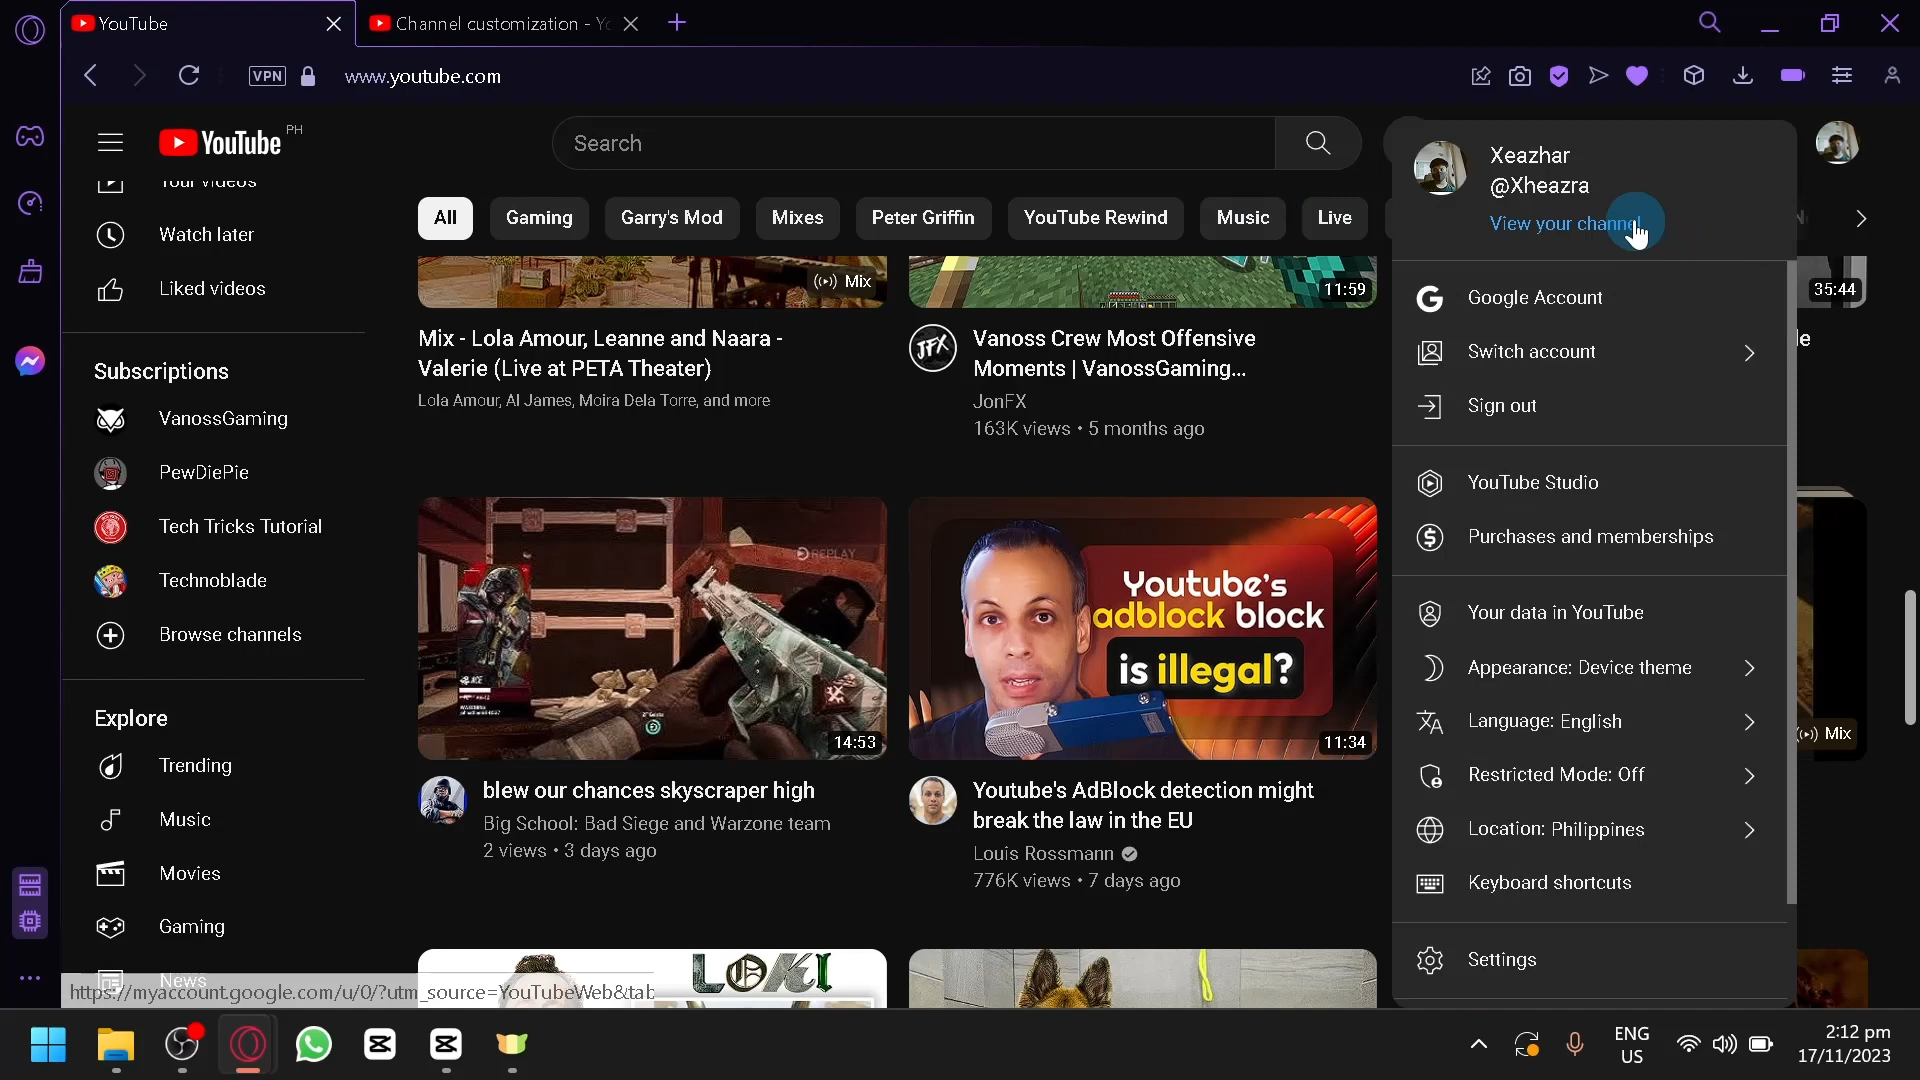 YouTube
Channel customization - Yo
VPN
www.youtube.com
YouTube PH
Search
Xeazhar
@Xheazra
View your channel
Your videos
Watch later
Liked videos
Subscriptions
VanossGaming
PewDiePie
Tech Tricks Tutorial
Technoblade
Browse channels
Explore
Trending
Music
Movies
Gaming
News
https://myaccount.google.com/u/0/?utm_source=YouTubeWeb&tab
All
Gaming
Garry's Mod
Mixes
Peter Griffin
YouTube Rewind
Music
Live
Mix
11:59
35:44
Mix - Lola Amour, Leanne and Naara -
Valerie (Live at PETA Theater)
Lola Amour, Al James, Moira Dela Torre, and more
JFX
Vanoss Crew Most Offensive
Moments | VanossGaming...
JonFX
163K views • 5 months ago
REPLAY
14:53
Youtube's
adblock block
is illegal?
11:34
Mix
blew our chances skyscraper high
Big School: Bad Siege and Warzone team
2 views • 3 days ago
Youtube's AdBlock detection might
break the law in the EU
Louis Rossmann
776K views • 7 days ago
LOKI
Google Account
Switch account
Sign out
YouTube Studio
Purchases and memberships
Your data in YouTube
Appearance: Device theme
Language: English
Restricted Mode: Off
Location: Philippines
Keyboard shortcuts
Settings
ENG
US
2:12 pm
17/11/2023